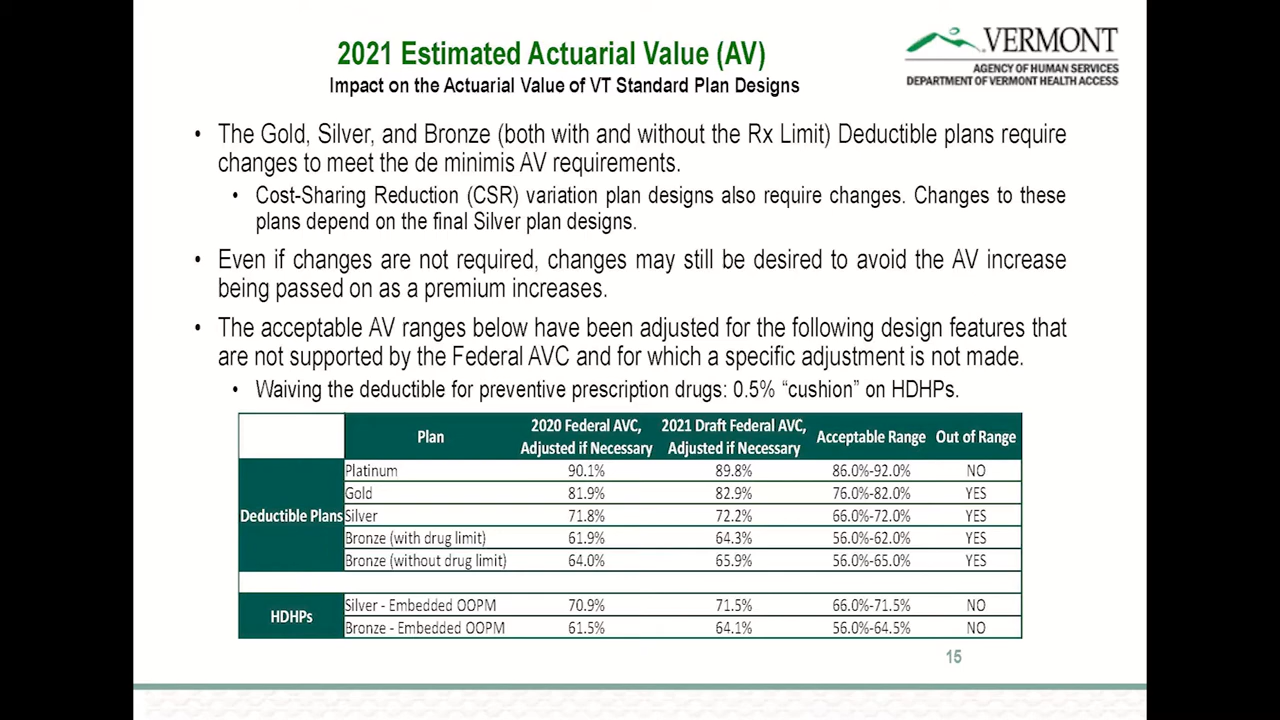 2021 Estimated Actuarial Value (AV)
Impact on the Actuarial Value of VT Standard Plan Designs
VERMONT
AGENCY OF HUMAN SERVICES
DEPARTMENT OF VERMONT HEALTH ACCESS
• The Gold, Silver, and Bronze (both with and without the Rx Limit) Deductible plans require
changes to meet the de minimis AV requirements.
• Cost-Sharing Reduction (CSR) variation plan designs also require changes. Changes to these
plans depend on the final Silver plan designs.
• Even if changes are not required, changes may still be desired to avoid the AV increase
being passed on as a premium increases.
• The acceptable AV ranges below have been adjusted for the following design features that
are not supported by the Federal AVC and for which a specific adjustment is not made.
• Waiving the deductible for preventive prescription drugs: 0.5% “cushion” on HDHPs.
Plan 2020 Federal AVC, Adjusted if Necessary 2021 Draft Federal AVC, Adjusted if Necessary Acceptable Range Out of Range
Deductible Plans
Platinum 90.1% 89.8% 86.0%-92.0% NO
Gold 81.9% 82.9% 76.0%-82.0% YES
Silver 71.8% 72.2% 66.0%-72.0% YES
Bronze (with drug limit) 61.9% 64.3% 56.0%-62.0% YES
Bronze (without drug limit) 64.0% 65.9% 56.0%-65.0% YES
HDHPs
Silver - Embedded OOPM 70.9% 71.5% 66.0%-71.5% NO
Bronze - Embedded OOPM 61.5% 64.1% 56.0%-64.5% NO
15